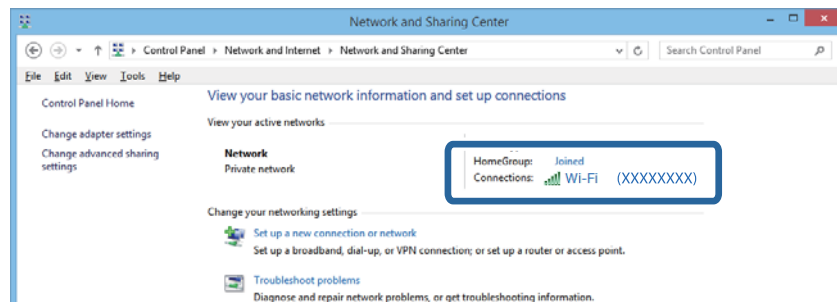 Network and Sharing Center
Control Panel Network and Internet Network and Sharing Center Search Control Panel
File Edit View Tools Help
Control Panel Home
Change adapter settings
Change advanced sharing
settings
View your basic network information and set up connections
View your active networks
Network
Private network
HomeGroup: Joined
Connections: Wi-Fi (XXXXXXXX)
Change your networking settings
Set up a new connection or network
Set up a broadband, dial-up, or VPN connection; or set up a router or access point.
Troubleshoot problems
Diagnose and repair network problems, or get troubleshooting information.